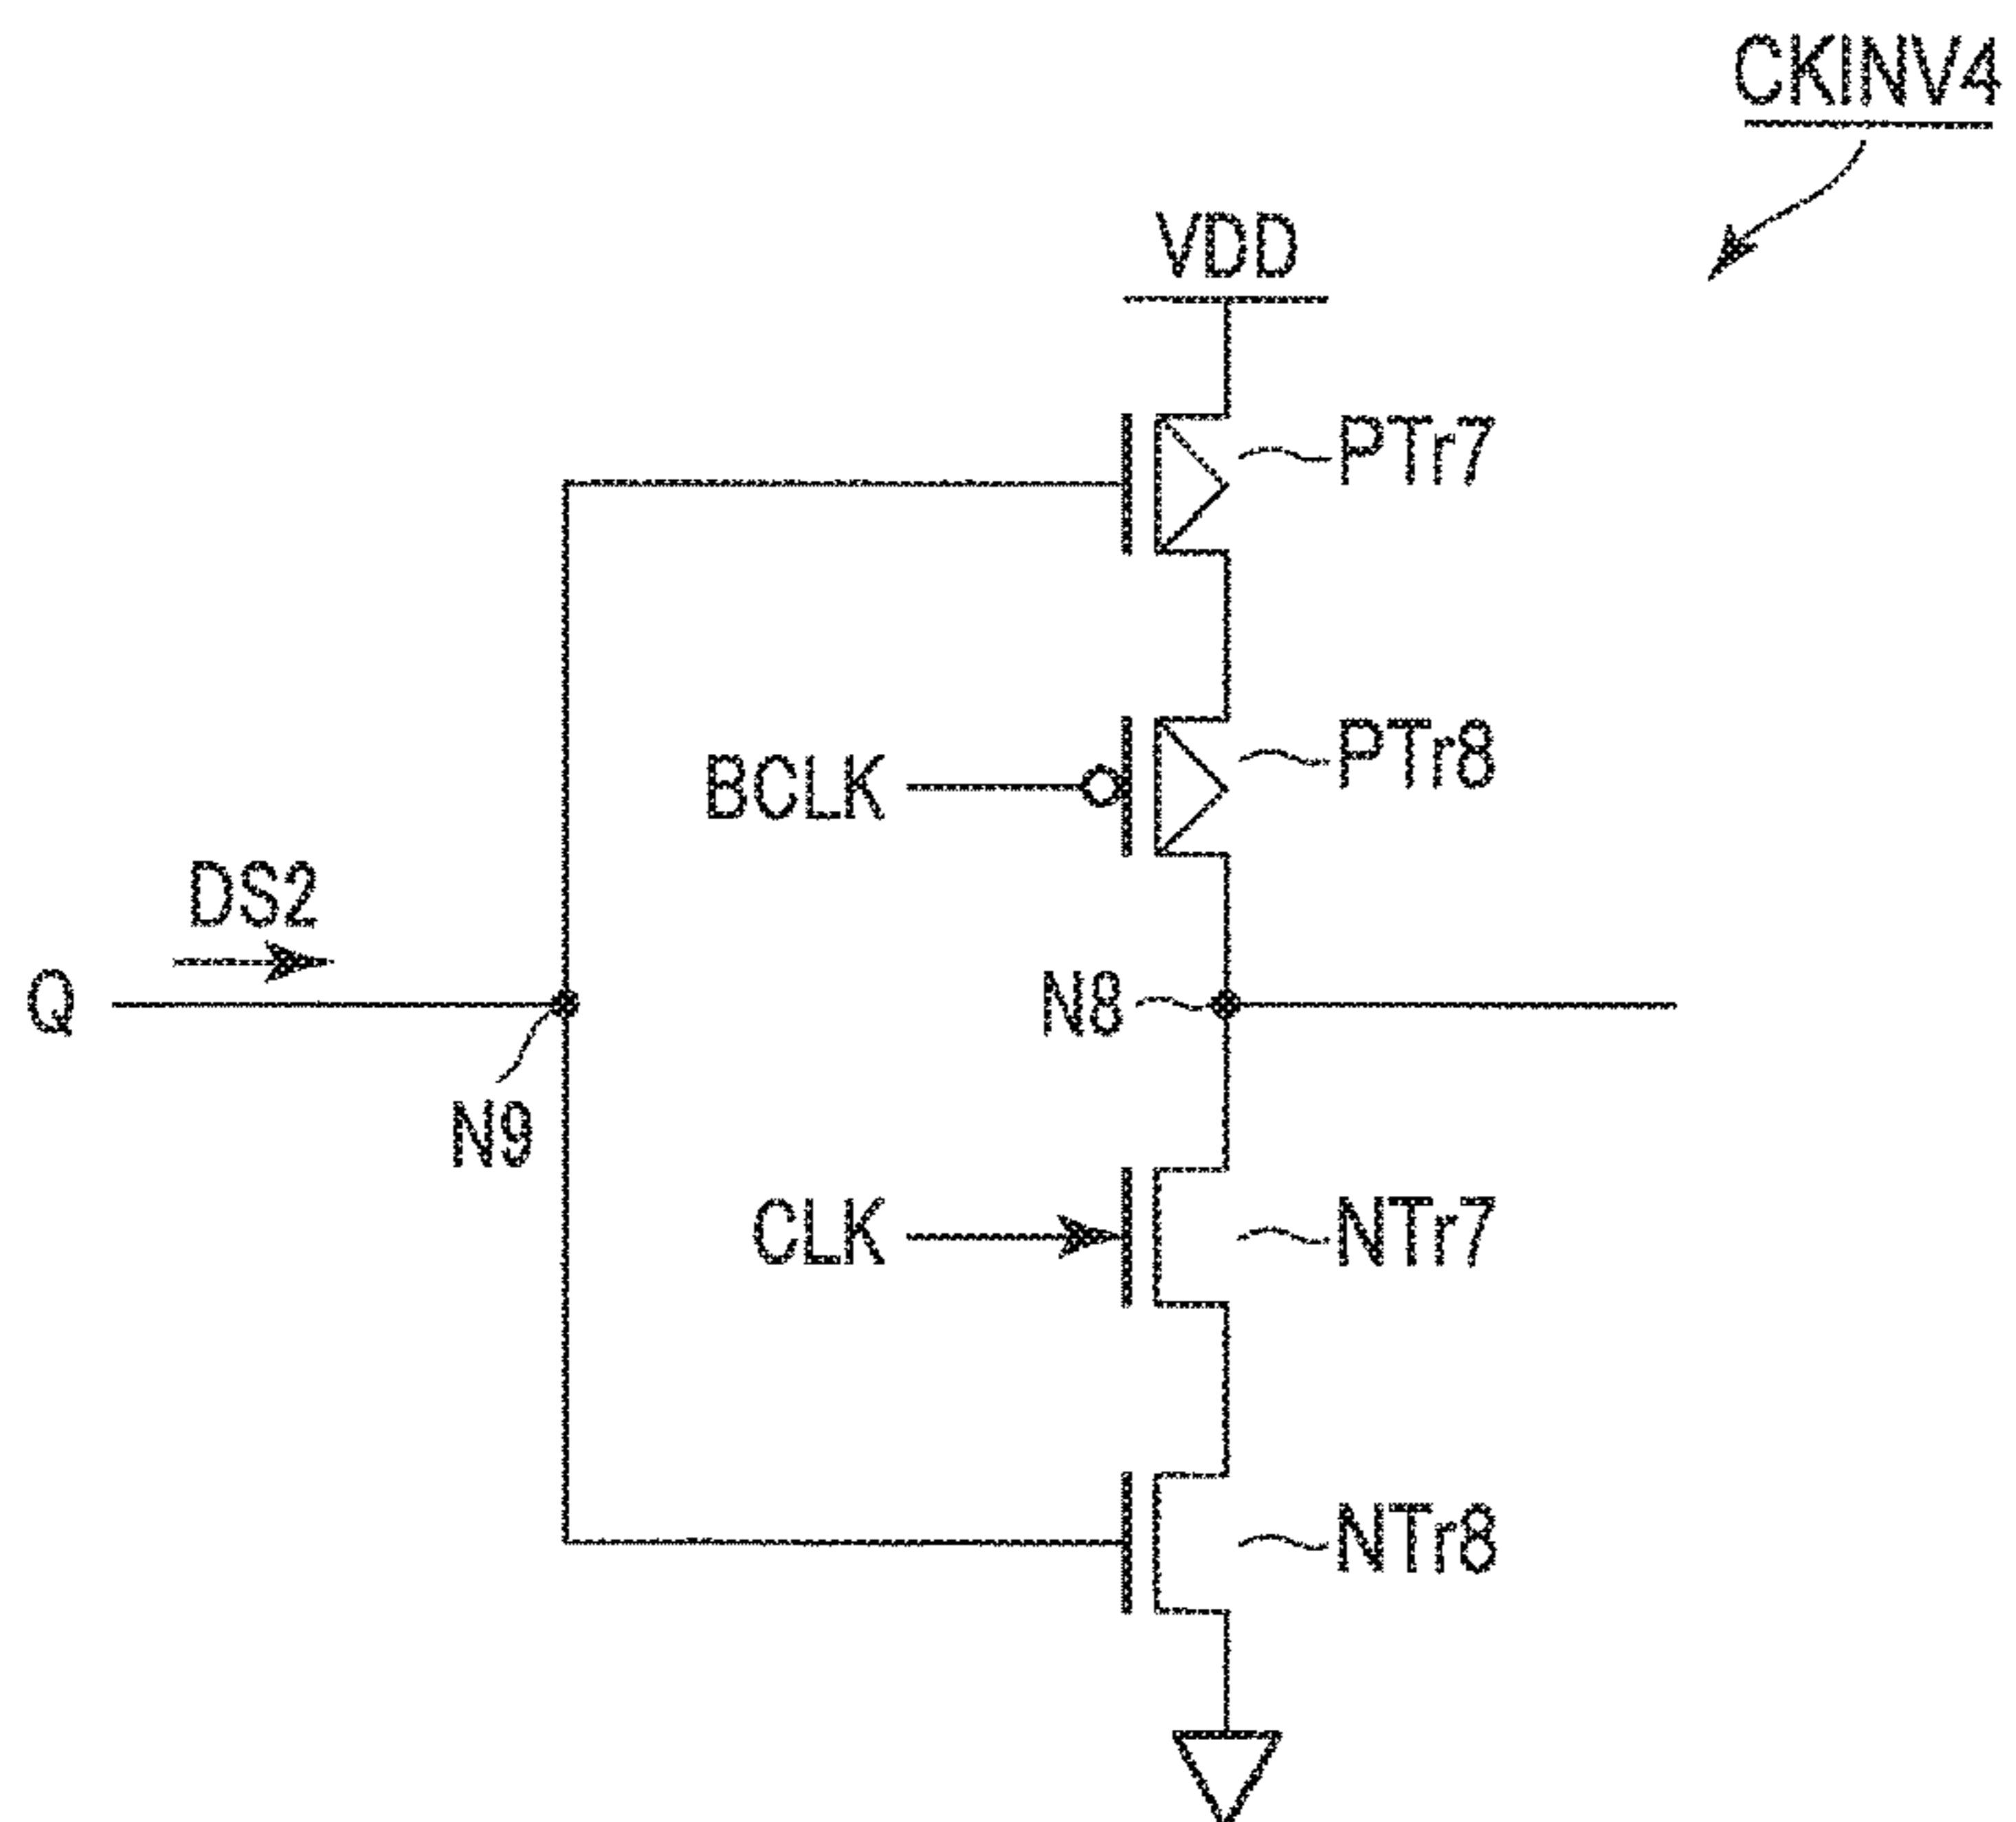 CKINV4
VDD
PTr7
PTr8
BCLK
DS2
Q
N8
N9
CLK
NTr7
NTr8